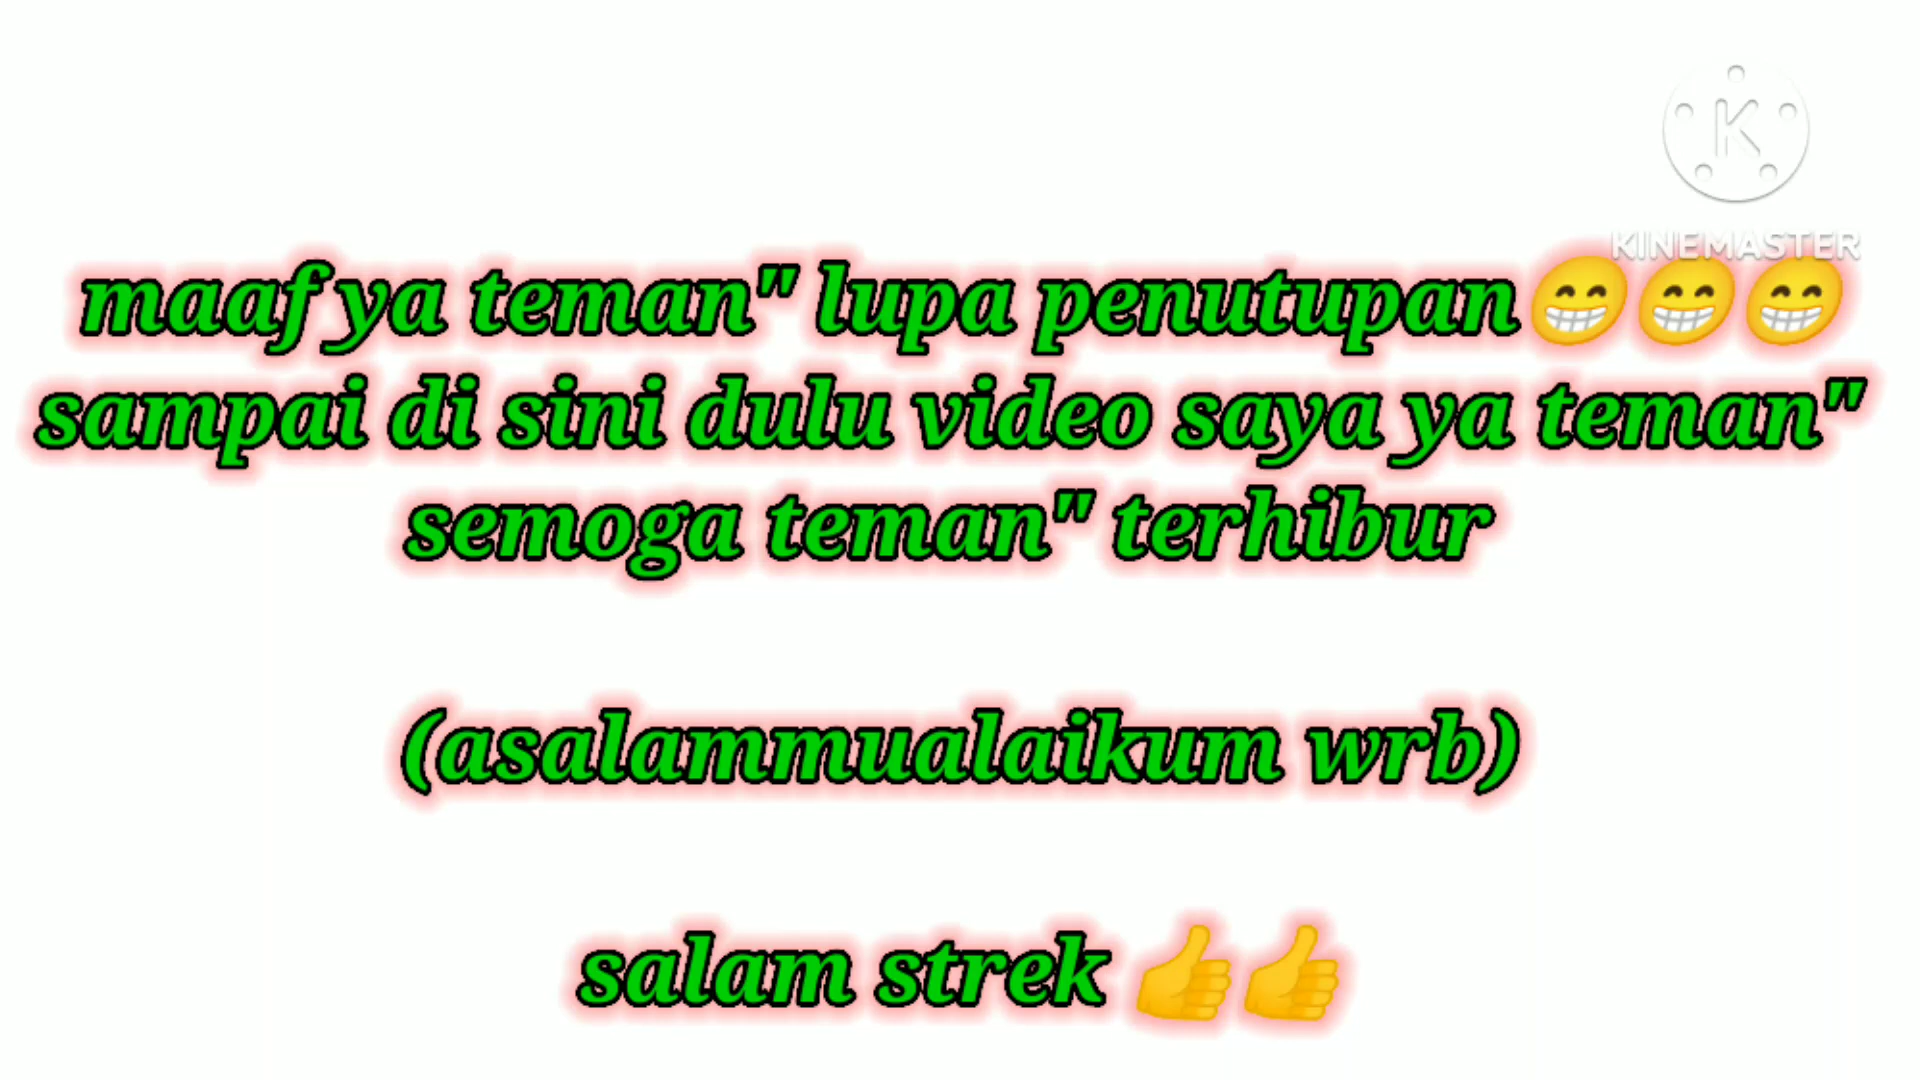 K
KINEMASTER
maaf ya teman" lupa penutupan😁😁😁
sampai di sini dulu video saya ya teman"
semoga teman" terhibur
(asalammualaikum wrb)
salam strek 👍👍